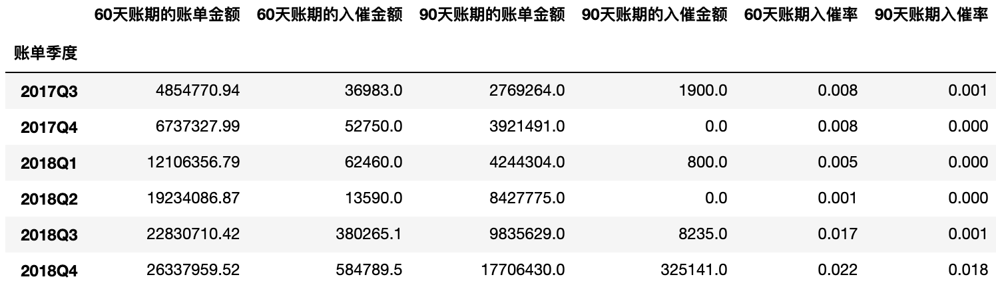 60天账期的账单金额 60天账期的入催金额 90天账期的账单金额 90天账期的入催金额 60天账期入催率 90天账期入催率
账单季度
2017Q3 4854770.94 36983.0 2769264.0 1900.0 0.008 0.001
2017Q4 6737327.99 52750.0 3921491.0 0.0 0.008 0.000
2018Q1 12106356.79 62460.0 4244304.0 800.0 0.005 0.000
2018Q2 19234086.87 13590.0 8427775.0 0.0 0.001 0.000
2018Q3 22830710.42 380265.1 9835629.0 8235.0 0.017 0.001
2018Q4 26337959.52 584789.5 17706430.0 325141.0 0.022 0.018